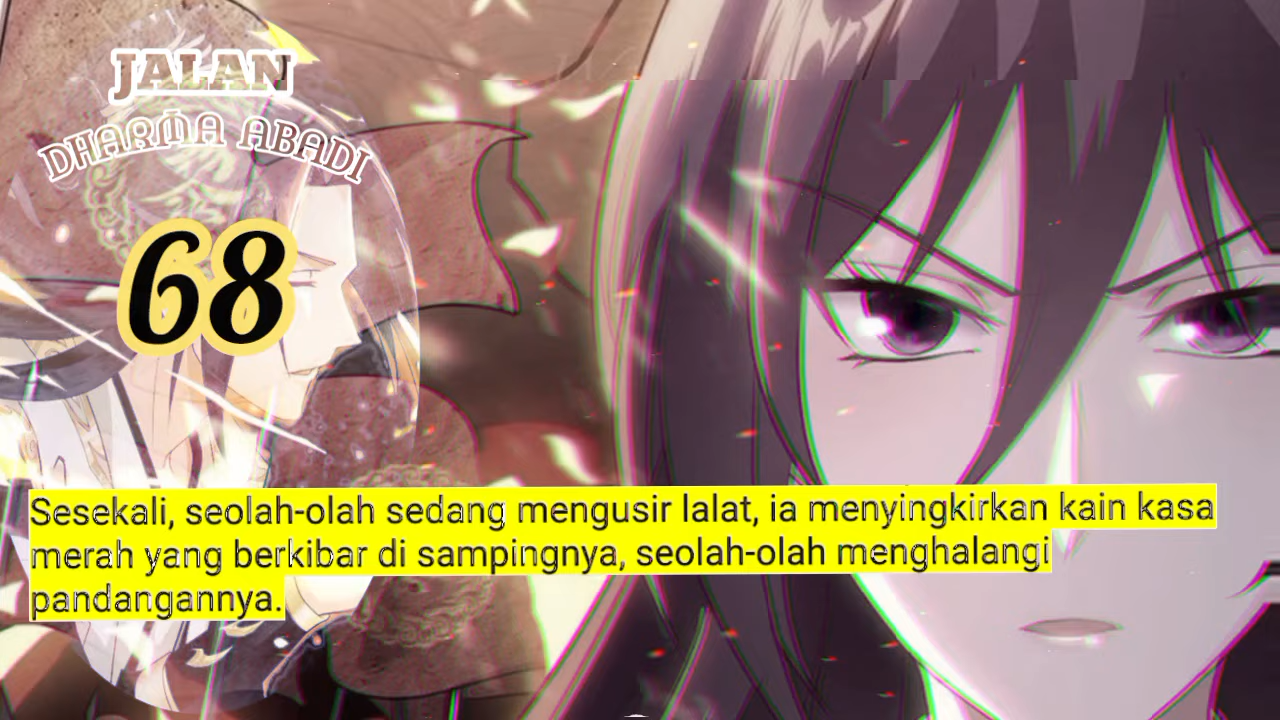 JALAN
DHARMA ABADI
68
Sesekali, seolah-olah sedang mengusir lalat, ia menyingkirkan kain kasa
merah yang berkibar di sampingnya, seolah-olah menghalangi
pandangannya.